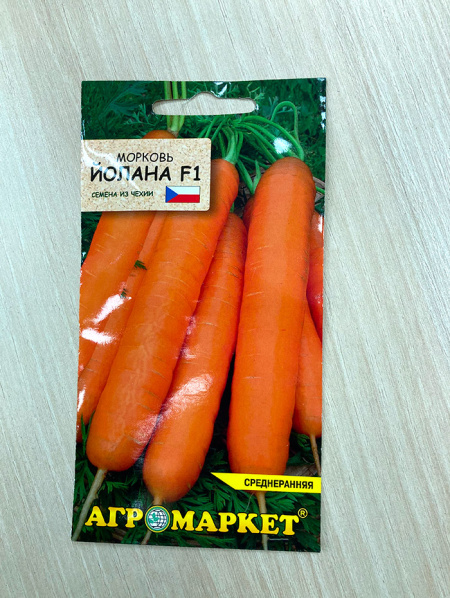 МОРКОВЬ
ЙОЛАНА F1
СЕМЕНА ИЗ ЧЕХИИ
СРЕДНЕРАННЯЯ
АГРОМАРКЕТ®